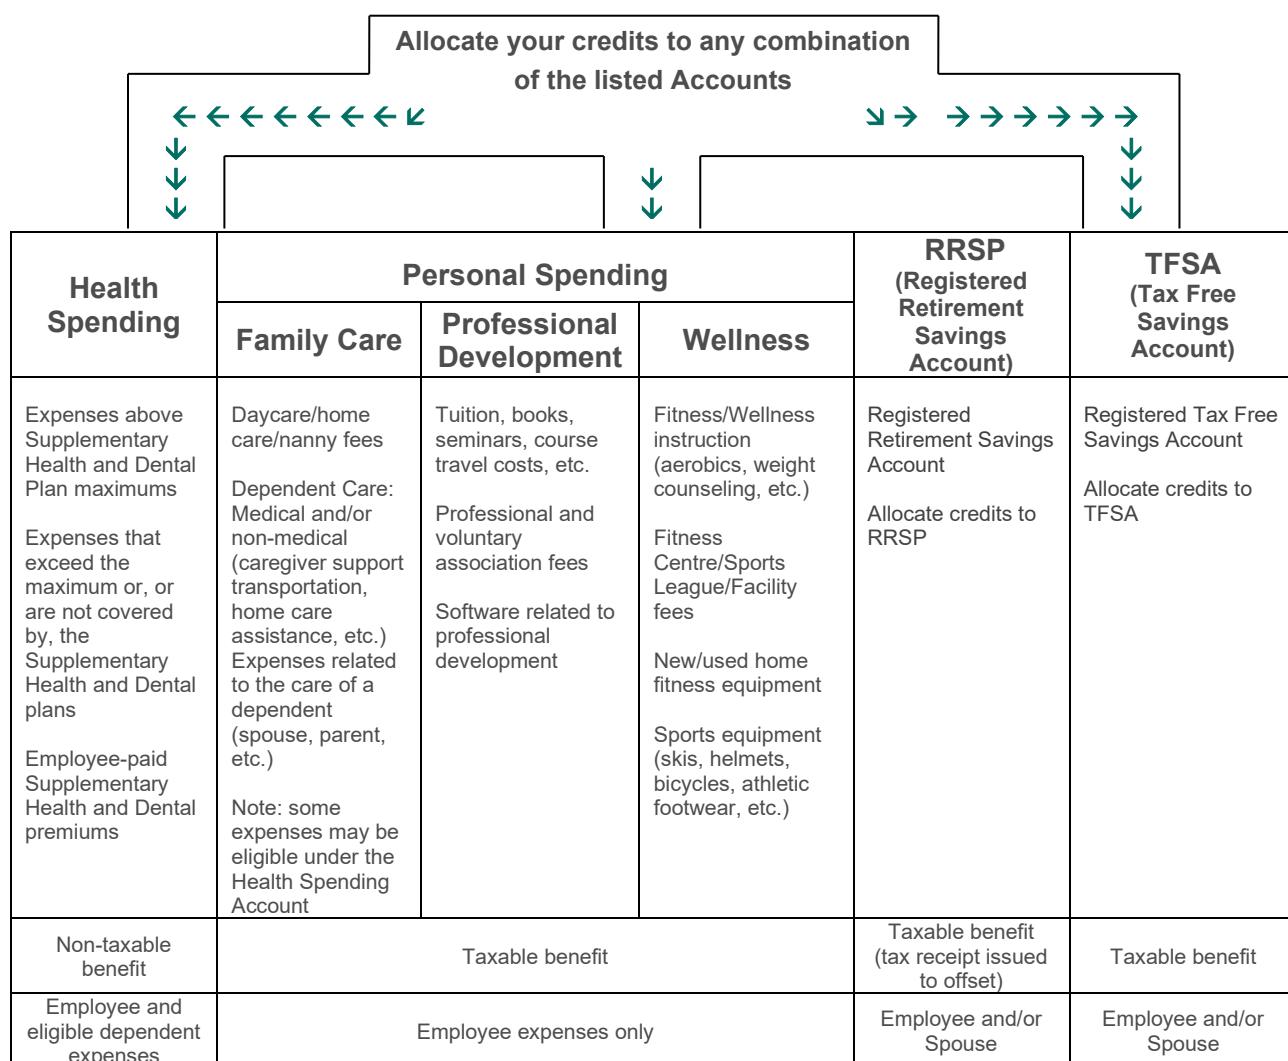 Allocate your credits to any combination
of the listed Accounts
Health
Spending
Personal Spending
Family Care
Professional
Development
Wellness
RRSP
(Registered
Retirement
Savings
Account)
TFSA
(Tax Free
Savings
Account)
Expenses above
Supplementary
Health and Dental
Plan maximums
Expenses that
exceed the
maximum or, or
are not covered
by, the
Supplementary
Health and Dental
plans
Employee-paid
Supplementary
Health and Dental
premiums
Daycare/home
care/nanny fees
Dependent Care:
Medical and/or
non-medical
(caregiver support
transportation,
home care
assistance, etc.)
Expenses related
to the care of a
dependent
(spouse, parent,
etc.)
Note: some
expenses may be
eligible under the
Health Spending
Account
Tuition, books,
seminars, course
travel costs, etc.
Professional and
voluntary
association fees
Software related to
professional
development
Fitness/Wellness
instruction
(aerobics, weight
counseling, etc.)
Fitness
Centre/Sports
League/Facility
fees
New/used home
fitness equipment
Sports equipment
(skis, helmets,
bicycles, athletic
footwear, etc.)
Registered
Retirement Savings
Account
Allocate credits to
RRSP
Registered Tax Free
Savings Account
Allocate credits to
TFSA
Non-taxable
benefit
Taxable benefit
Taxable benefit
(tax receipt issued
to offset)
Taxable benefit
Employee and
eligible dependent
expenses
Employee expenses only
Employee and/or
Spouse
Employee and/or
Spouse